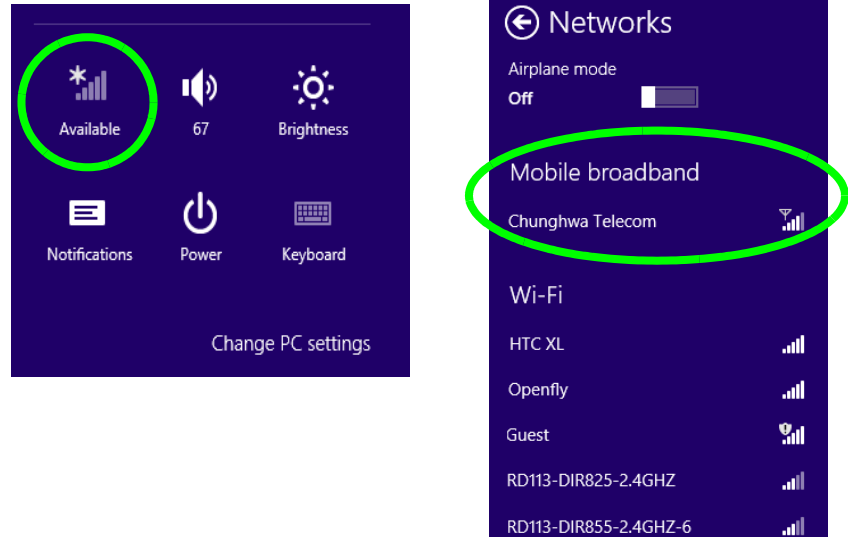 Available
67
Brightness
Notifications
Power
Keyboard
Change PC settings
Networks
Airplane mode
Off
Mobile broadband
Chunghwa Telecom
Wi-Fi
HTC XL
Openfly
Guest
RD113-DIR825-2.4GHZ
RD113-DIR855-2.4GHZ-6